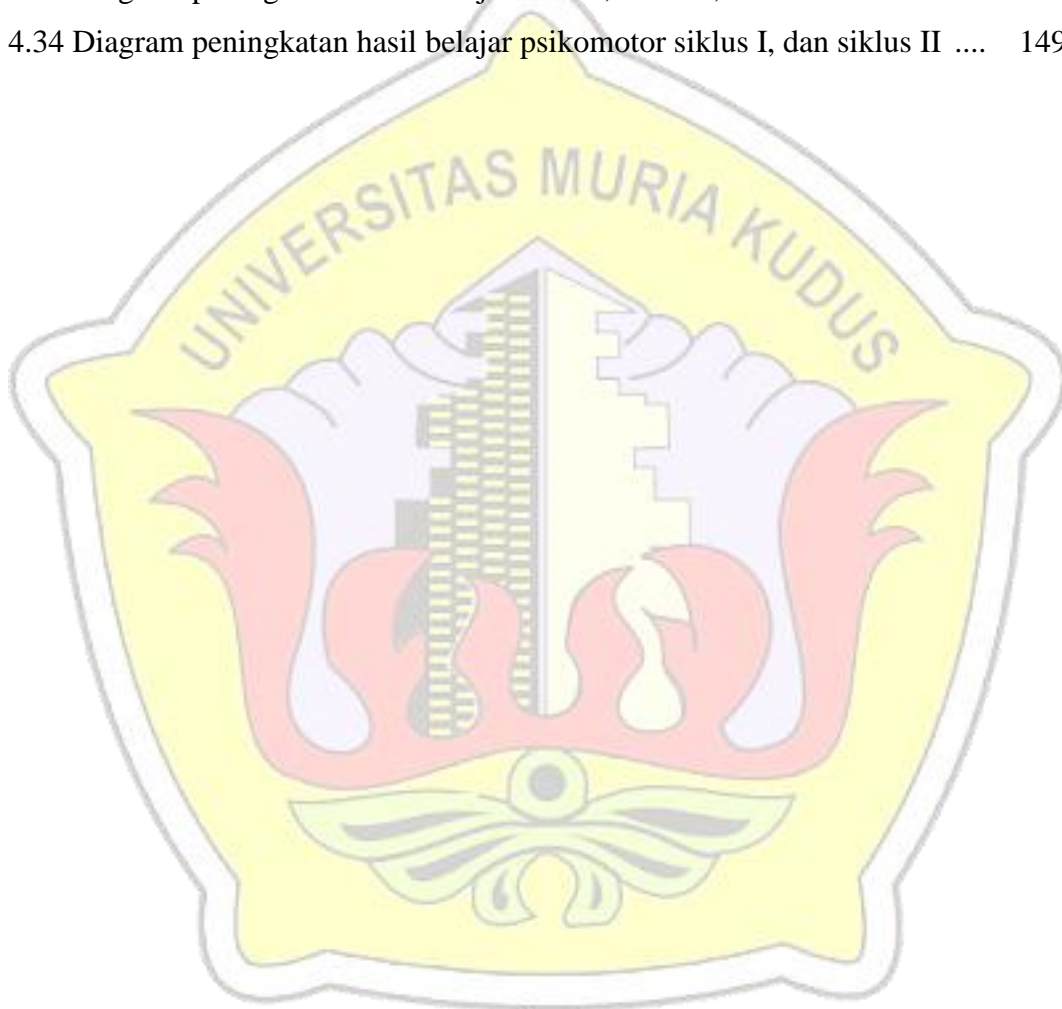 4.34 Diagram peningkatan hasil belajar psikomotor siklus I, dan siklus II .... 149
UNIVERSITAS MURIA KUDUS